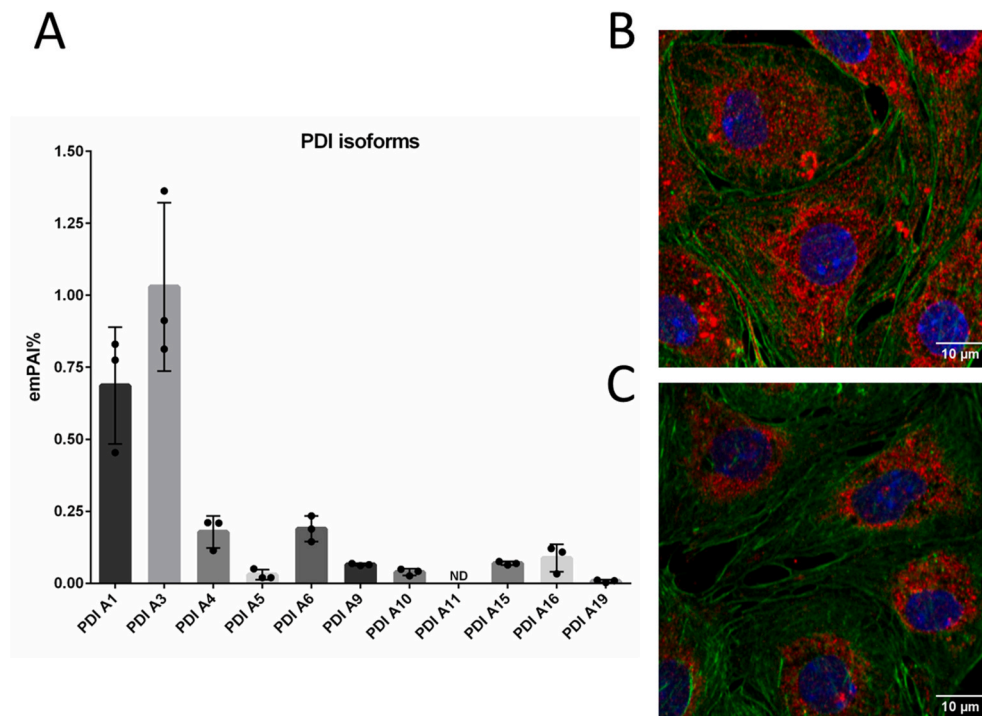 A
PDI isoforms
emPAI%
1.50
1.25
1.00
0.75
0.50
0.25
0.00
ND
PDI A1
PDI A3
PDI A4
PDI A5
PDI A6
PDI A9
PDI A10
PDI A11
PDI A15
PDI A16
PDI A19
B
10 µm
C
10 µm